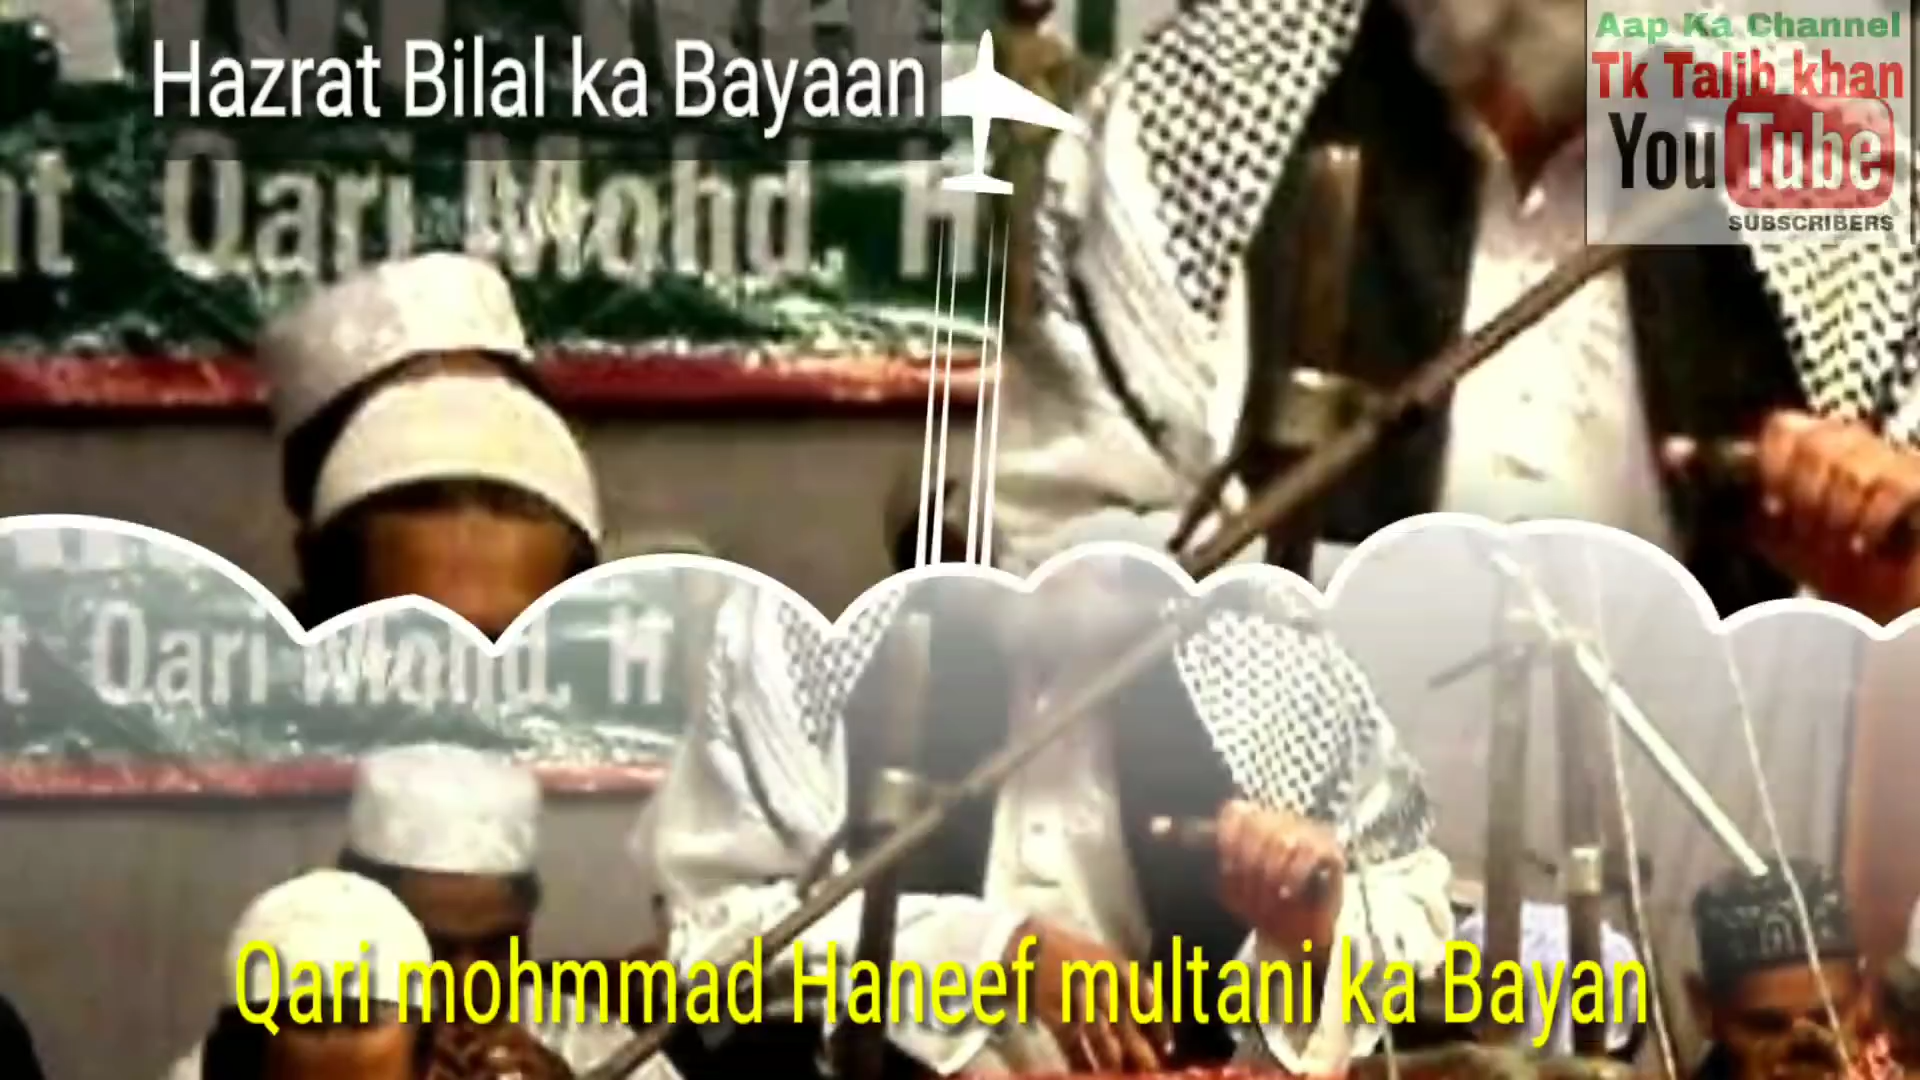 Aap Ka Channel
Tk Talib khan
YouTube
SUBSCRIBERS
Hazrat Bilal ka Bayaan
Qari Mohd. H
t Qari Mohd. H
Qari mohmmad Haneef multani ka Bayan